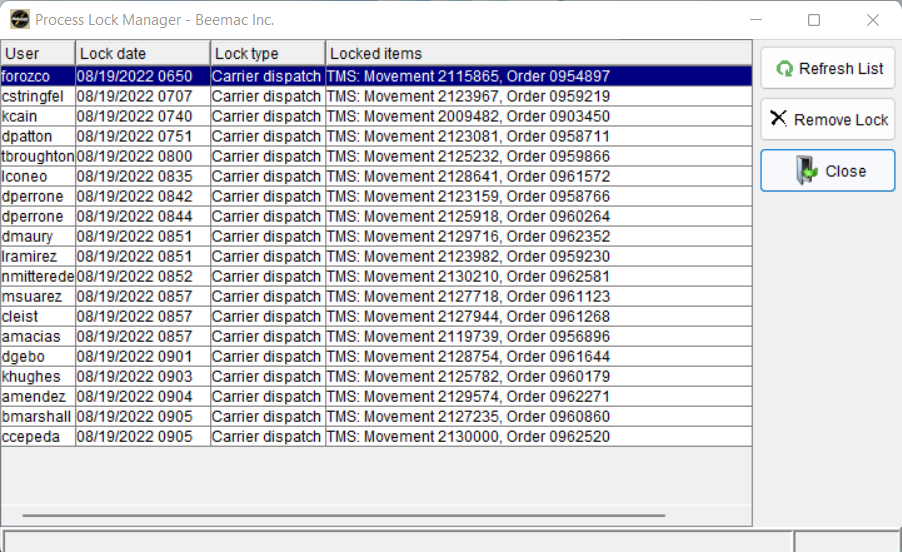 Process Lock Manager - Beemac Inc.
User Lock date Lock type Locked items
forozco 08/19/2022 0650 Carrier dispatch TMS: Movement 2115865, Order 0954897
cstringfel 08/19/2022 0707 Carrier dispatch TMS: Movement 2123967, Order 0959219
kcain 08/19/2022 0740 Carrier dispatch TMS: Movement 2009482, Order 0903450
dpatton 08/19/2022 0751 Carrier dispatch TMS: Movement 2123081, Order 0958711
tbroughton 08/19/2022 0800 Carrier dispatch TMS: Movement 2125232, Order 0959866
lconeo 08/19/2022 0835 Carrier dispatch TMS: Movement 2128641, Order 0961572
dperrone 08/19/2022 0842 Carrier dispatch TMS: Movement 2123159, Order 0958766
dperrone 08/19/2022 0844 Carrier dispatch TMS: Movement 2125918, Order 0960264
dmaury 08/19/2022 0851 Carrier dispatch TMS: Movement 2129716, Order 0962352
lramirez 08/19/2022 0851 Carrier dispatch TMS: Movement 2123982, Order 0959230
nmitterede 08/19/2022 0852 Carrier dispatch TMS: Movement 2130210, Order 0962581
msuarez 08/19/2022 0857 Carrier dispatch TMS: Movement 2127718, Order 0961123
cleist 08/19/2022 0857 Carrier dispatch TMS: Movement 2127944, Order 0961268
amacias 08/19/2022 0857 Carrier dispatch TMS: Movement 2119739, Order 0956896
dgebo 08/19/2022 0901 Carrier dispatch TMS: Movement 2128754, Order 0961644
khughes 08/19/2022 0903 Carrier dispatch TMS: Movement 2125782, Order 0960179
amendez 08/19/2022 0904 Carrier dispatch TMS: Movement 2129574, Order 0962271
bmarshall 08/19/2022 0905 Carrier dispatch TMS: Movement 2127235, Order 0960860
ccepeda 08/19/2022 0905 Carrier dispatch TMS: Movement 2130000, Order 0962520
Refresh List
Remove Lock
Close